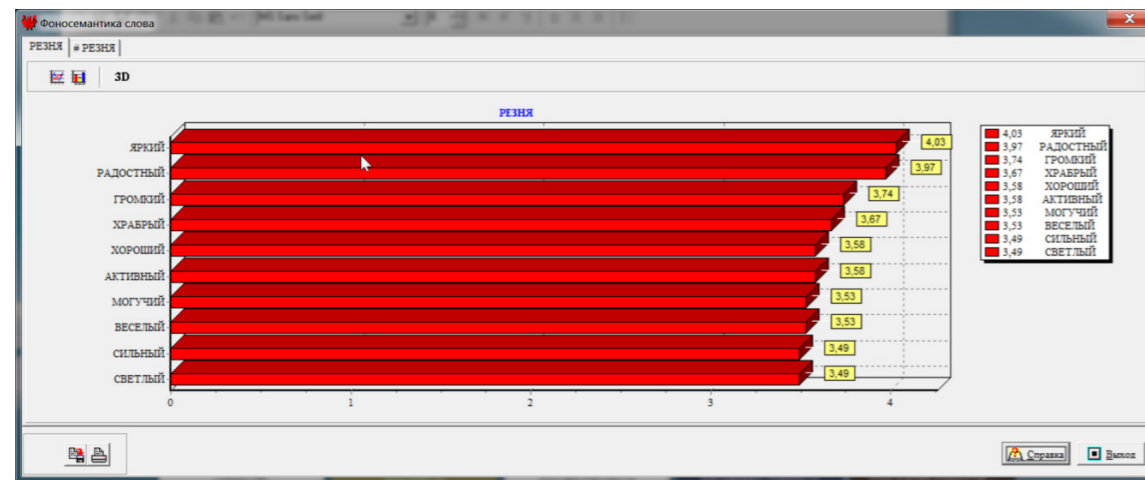 MS Sans Serif
Фоносемантика слова
РЕЗНЯ # РЕЗНЯ
3D
РЕЗНЯ
ЯРКИЙ 4,03
РАДОСТНЫЙ 3,97
ГРОМКИЙ 3,74
ХРАБРЫЙ 3,67
ХОРОШИЙ 3,58
АКТИВНЫЙ 3,58
МОГУЧИЙ 3,53
ВЕСЕЛЫЙ 3,53
СИЛЬНЫЙ 3,49
СВЕТЛЫЙ 3,49
0 1 2 3 4
4,03 ЯРКИЙ
3,97 РАДОСТНЫЙ
3,74 ГРОМКИЙ
3,67 ХРАБРЫЙ
3,58 ХОРОШИЙ
3,58 АКТИВНЫЙ
3,53 МОГУЧИЙ
3,53 ВЕСЕЛЫЙ
3,49 СИЛЬНЫЙ
3,49 СВЕТЛЫЙ
Справка Выход